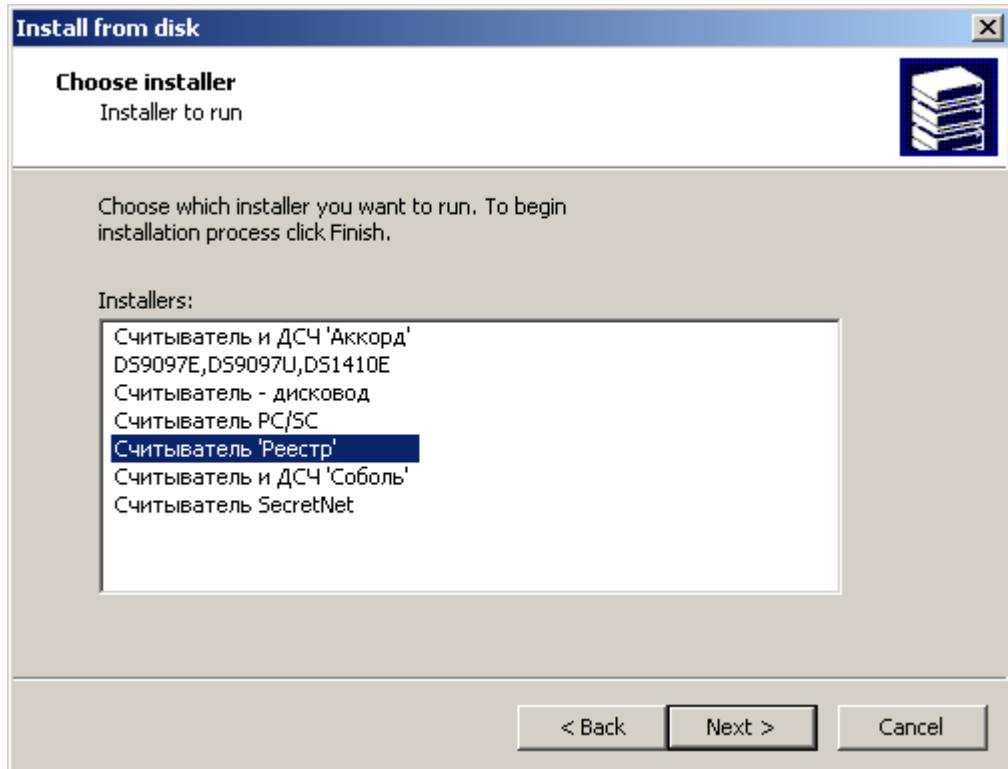 Install from disk
Choose installer
Installer to run
Choose which installer you want to run. To begin
installation process click Finish.
Installers:
Считыватель и ДСЧ 'Аккорд'
DS9097E,DS9097U,DS1410E
Считыватель - дисковод
Считыватель PC/SC
Считыватель 'Реестр'
Считыватель и ДСЧ 'Соболь'
Считыватель SecretNet
< Back
Next >
Cancel